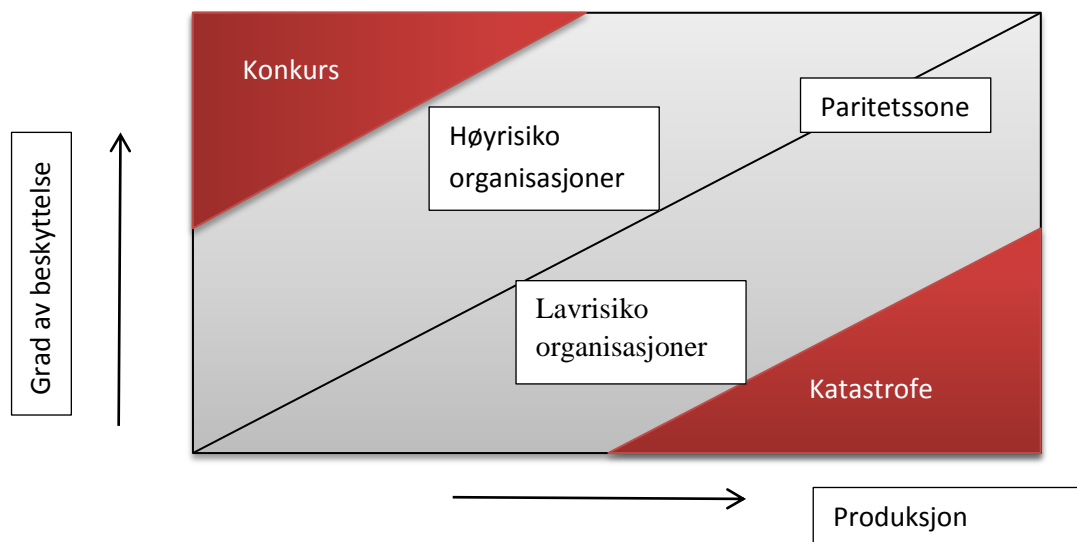 Konkurs
Paritetssone
Høyrisiko
organisasjoner
Grad av beskyttelse
Lavrisiko
organisasjoner
Katastrofe
Produksjon